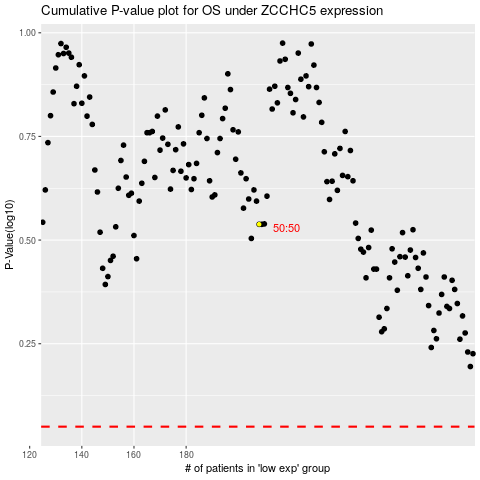 Cumulative P-value plot for OS under ZCCHC5 expression
P-Value(log10)
1.00
0.75
0.50
0.25
50:50
120 140 160 180
# of patients in 'low exp' group